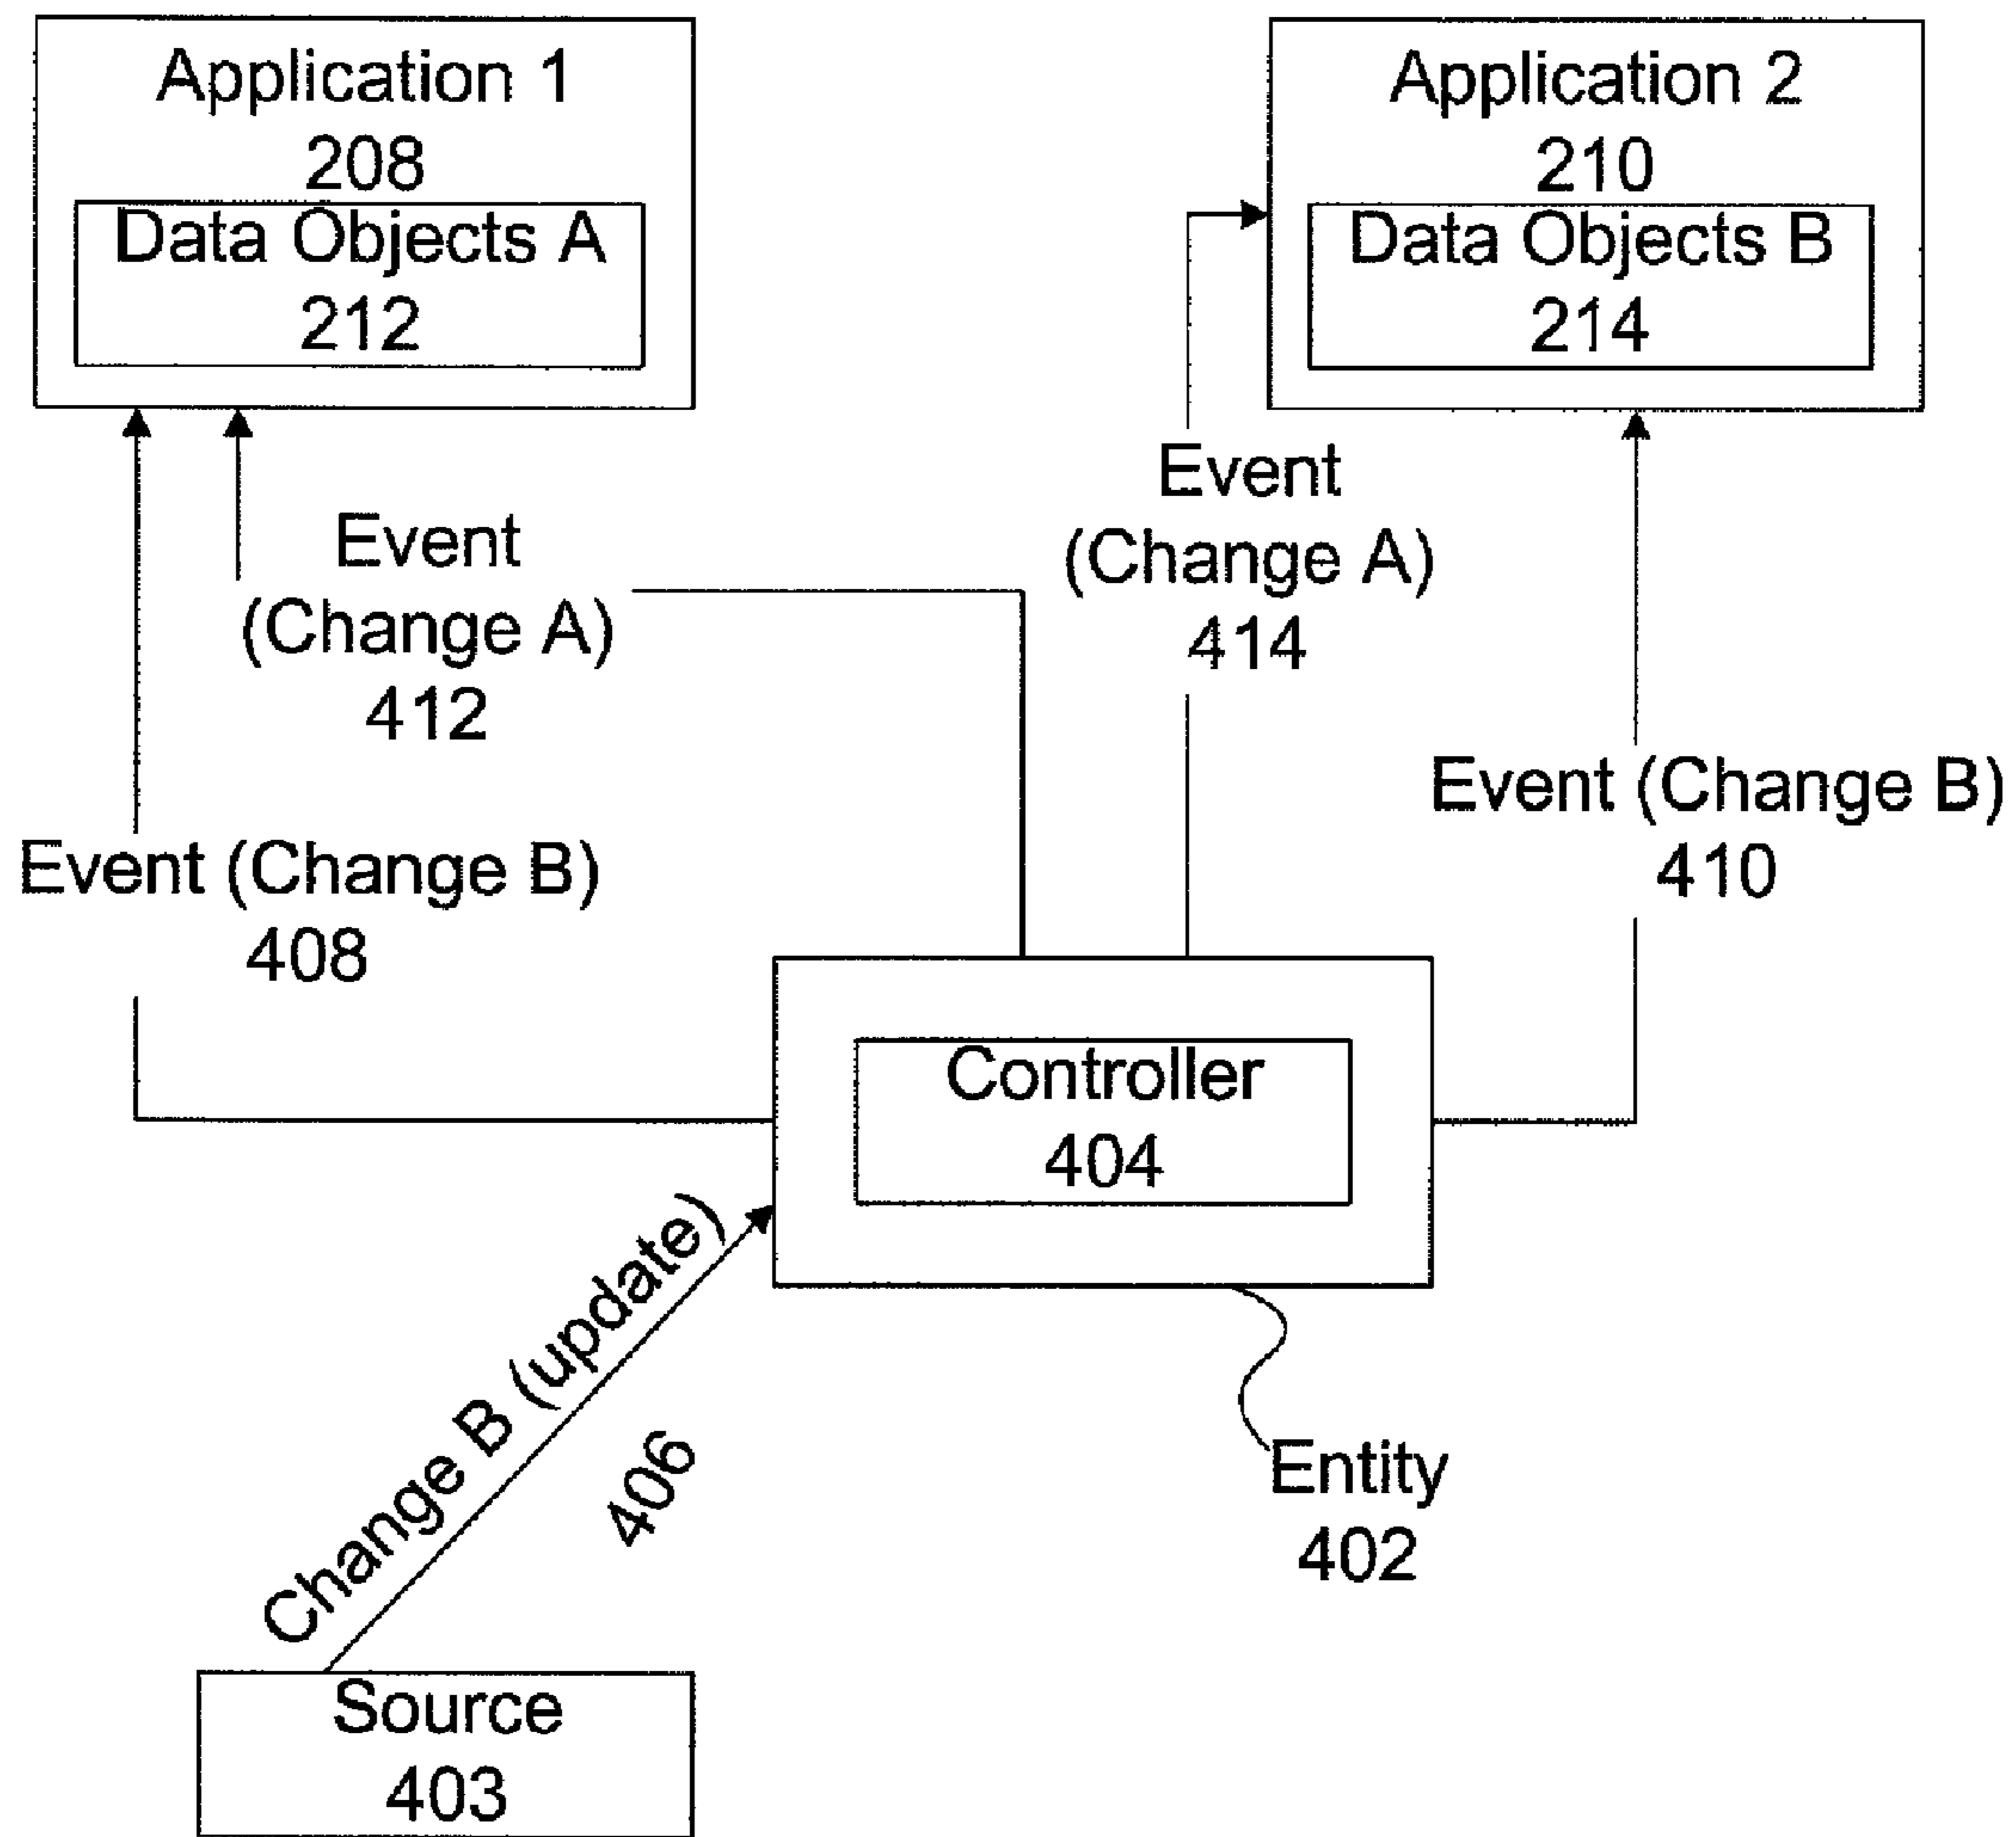 Application 1
208
Data Objects A
212
Application 2
210
Data Objects B
214
Event
(Change A)
412
Event
(Change A)
414
Event (Change B)
408
Event (Change B)
410
Controller
404
Change B (update)
406
Entity
402
Source
403